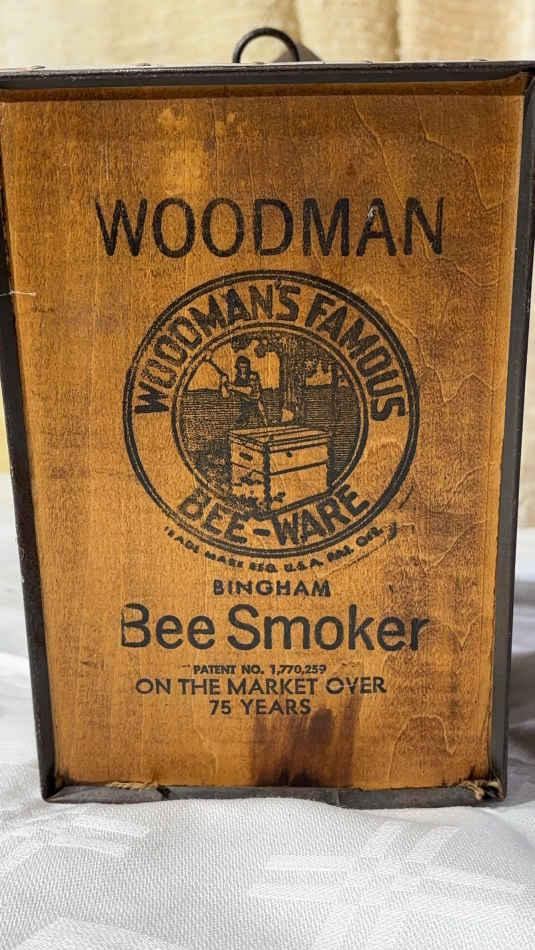 WOODMAN
WOODMAN'S FAMOUS
BEE-WARE
TRADE MARK REG. U.S.A. PAT. OFF.
BINGHAM
Bee Smoker
PATENT NO. 1,770,259
ON THE MARKET OVER
75 YEARS